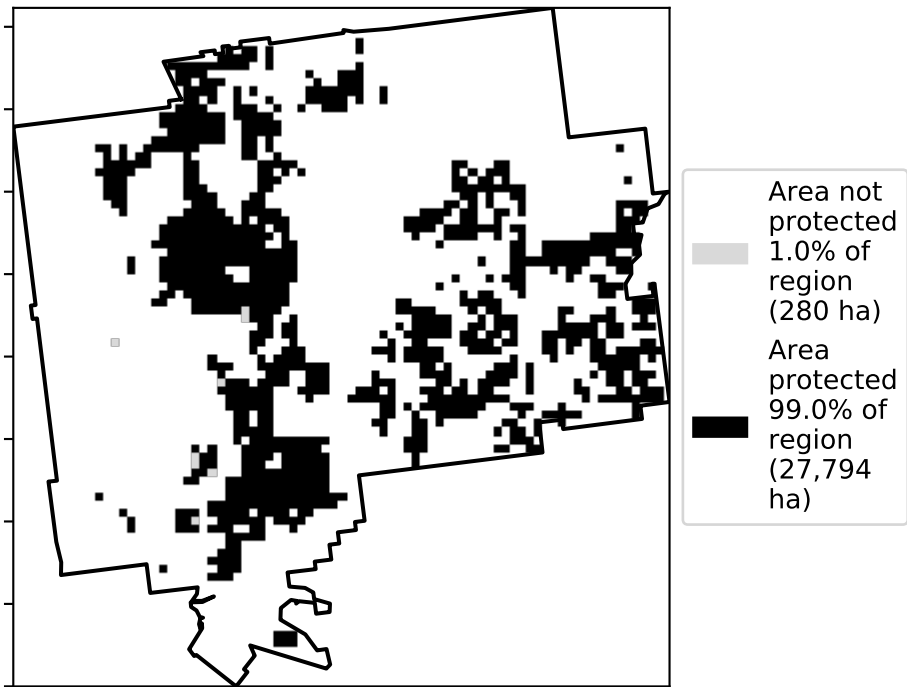 Area not
protected
1.0% of
region
(280 ha)
Area
protected
99.0% of
region
(27,794
ha)